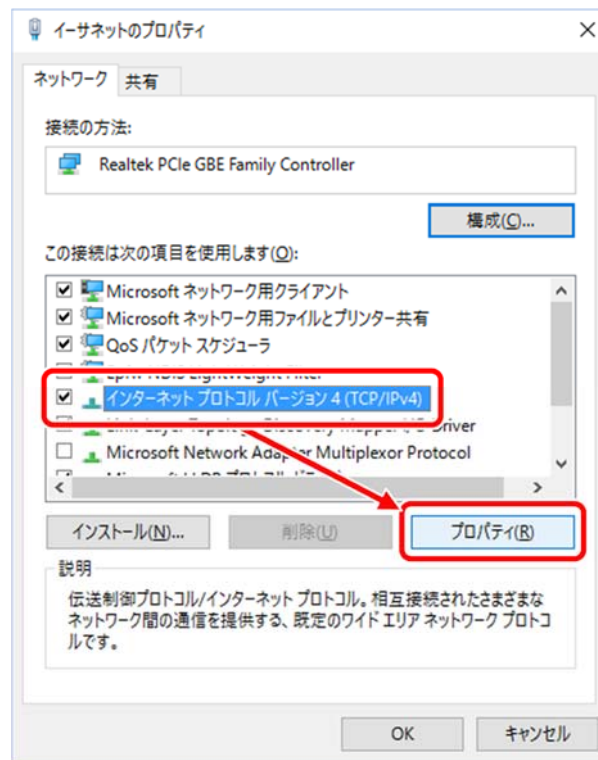 イーサネットのプロパティ
ネットワーク 共有
接続の方法:
Realtek PCIe GBE Family Controller
構成(C)...
この接続は次の項目を使用します(O):
Microsoft ネットワーク用クライアント
Microsoft ネットワーク用ファイルとプリンター共有
QoS パケット スケジューラ
インターネット プロトコル バージョン 4 (TCP/IPv4)
Driver
Microsoft Network Adapter Multiplexor Protocol
インストール(N)... 削除(U) プロパティ(R)
説明
伝送制御プロトコル/インターネット プロトコル。相互接続されたさまざまな
ネットワーク間の通信を提供する、既定のワイド エリア ネットワーク プロトコ
ルです。
OK キャンセル